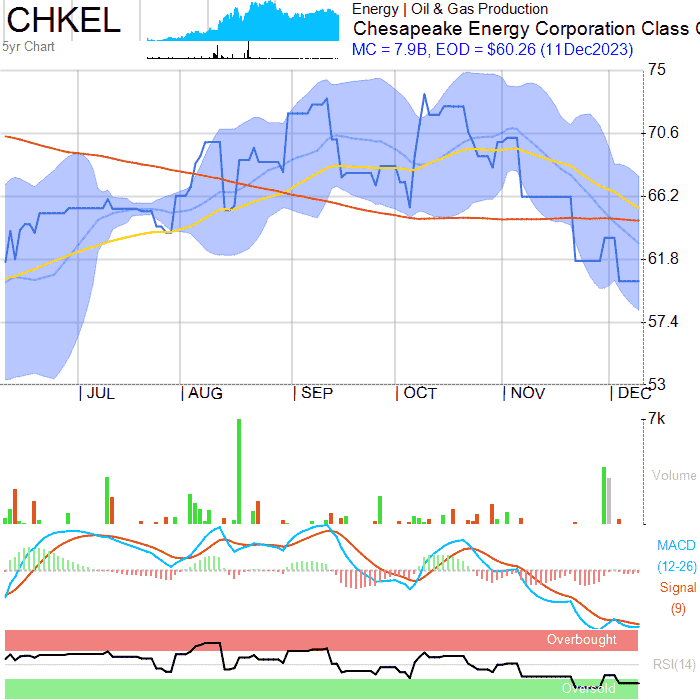 CHKEL
5yr Chart
Energy | Oil & Gas Production
Chesapeake Energy Corporation Class C
MC = 7.9B, EOD = $60.26 (11Dec2023)
75
70.6
66.2
61.8
57.4
53
JUL AUG SEP OCT NOV DEC
7k
Volume
MACD
(12-26)
Signal
(9)
Overbought
RSI(14)
Oversold